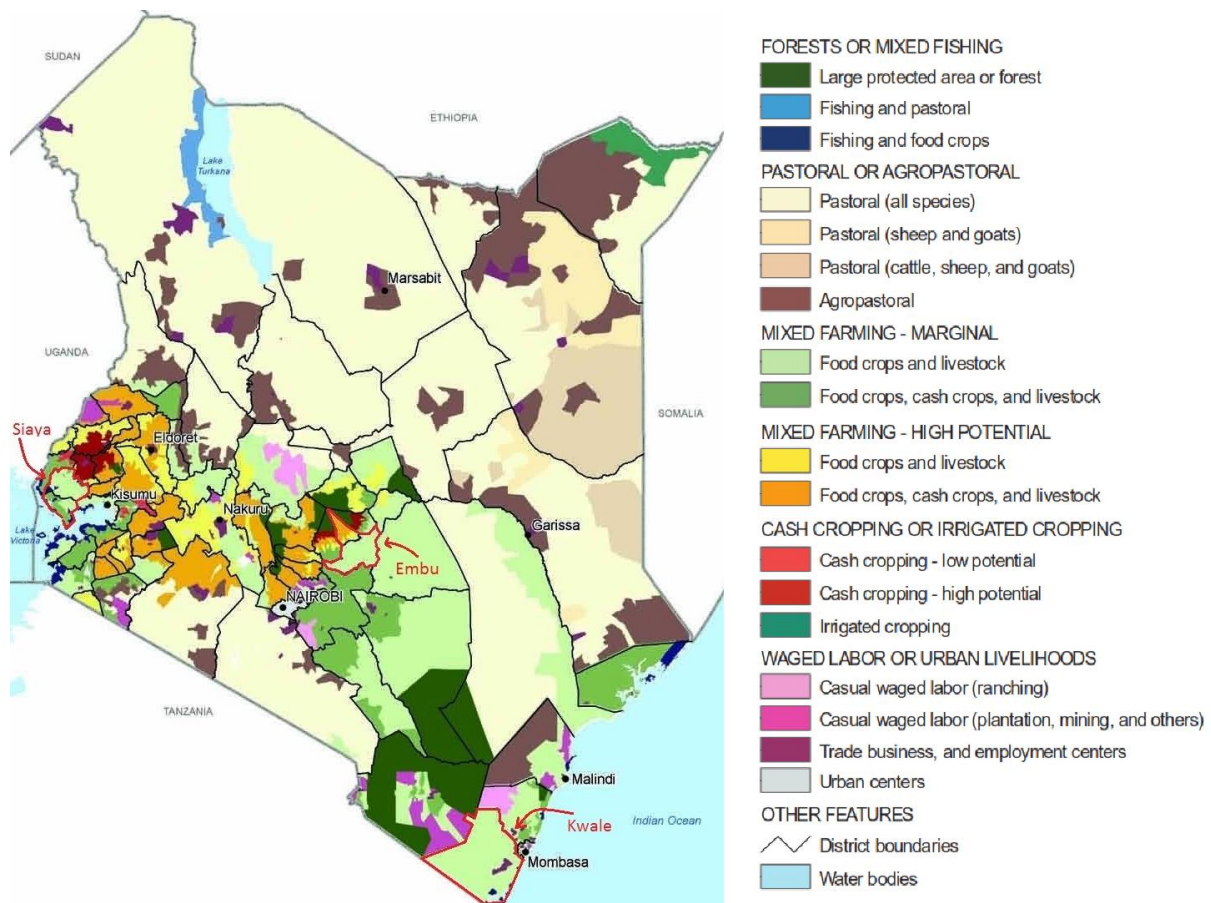 SUDAN
ETHIOPIA
Lake
Turkana
Marsabit
UGANDA
SOMALIA
Siaya
Eldoret
Kisumu
Nakuru
Garissa
Lake
Victoria
Embu
NAIROBI
TANZANIA
Malindi
Kwale
Indian Ocean
Mombasa
FORESTS OR MIXED FISHING
Large protected area or forest
Fishing and pastoral
Fishing and food crops
PASTORAL OR AGROPASTORAL
Pastoral (all species)
Pastoral (sheep and goats)
Pastoral (cattle, sheep, and goats)
Agropastoral
MIXED FARMING - MARGINAL
Food crops and livestock
Food crops, cash crops, and livestock
MIXED FARMING - HIGH POTENTIAL
Food crops and livestock
Food crops, cash crops, and livestock
CASH CROPPING OR IRRIGATED CROPPING
Cash cropping - low potential
Cash cropping - high potential
Irrigated cropping
WAGED LABOR OR URBAN LIVELIHOODS
Casual waged labor (ranching)
Casual waged labor (plantation, mining, and others)
Trade business, and employment centers
Urban centers
OTHER FEATURES
District boundaries
Water bodies